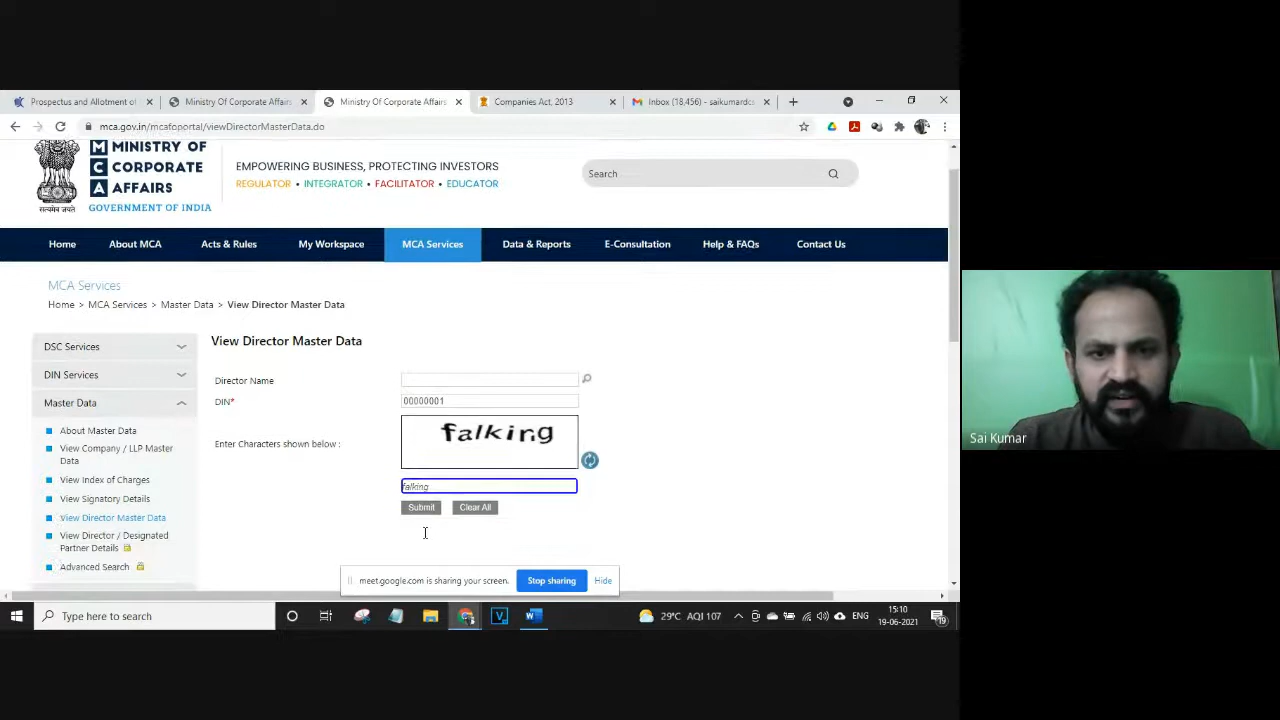 Prospectus and Allotment of
Ministry Of Corporate Affairs
Ministry Of Corporate Affairs
Companies Act, 2013
Inbox (18,456) - saikumardcs
mca.gov.in/mcafoportal/viewDirectorMasterData.do
सत्यमेव जयते
MINISTRY OF
CORPORATE
AFFAIRS
M
C
A
GOVERNMENT OF INDIA
EMPOWERING BUSINESS, PROTECTING INVESTORS
REGULATOR • INTEGRATOR • FACILITATOR • EDUCATOR
Search
Home About MCA Acts & Rules My Workspace MCA Services Data & Reports E-Consultation Help & FAQs Contact Us
MCA Services
Home > MCA Services > Master Data > View Director Master Data
DSC Services
DIN Services
Master Data
About Master Data
View Company / LLP Master
Data
View Index of Charges
View Signatory Details
View Director Master Data
View Director / Designated
Partner Details
Advanced Search
View Director Master Data
Director Name
DIN* 00000001
Enter Characters shown below :
falking
falking
Submit Clear All
meet.google.com is sharing your screen. Stop sharing Hide
Type here to search
29°C AQI 107
ENG
15:10
19-06-2021
19
Sai Kumar